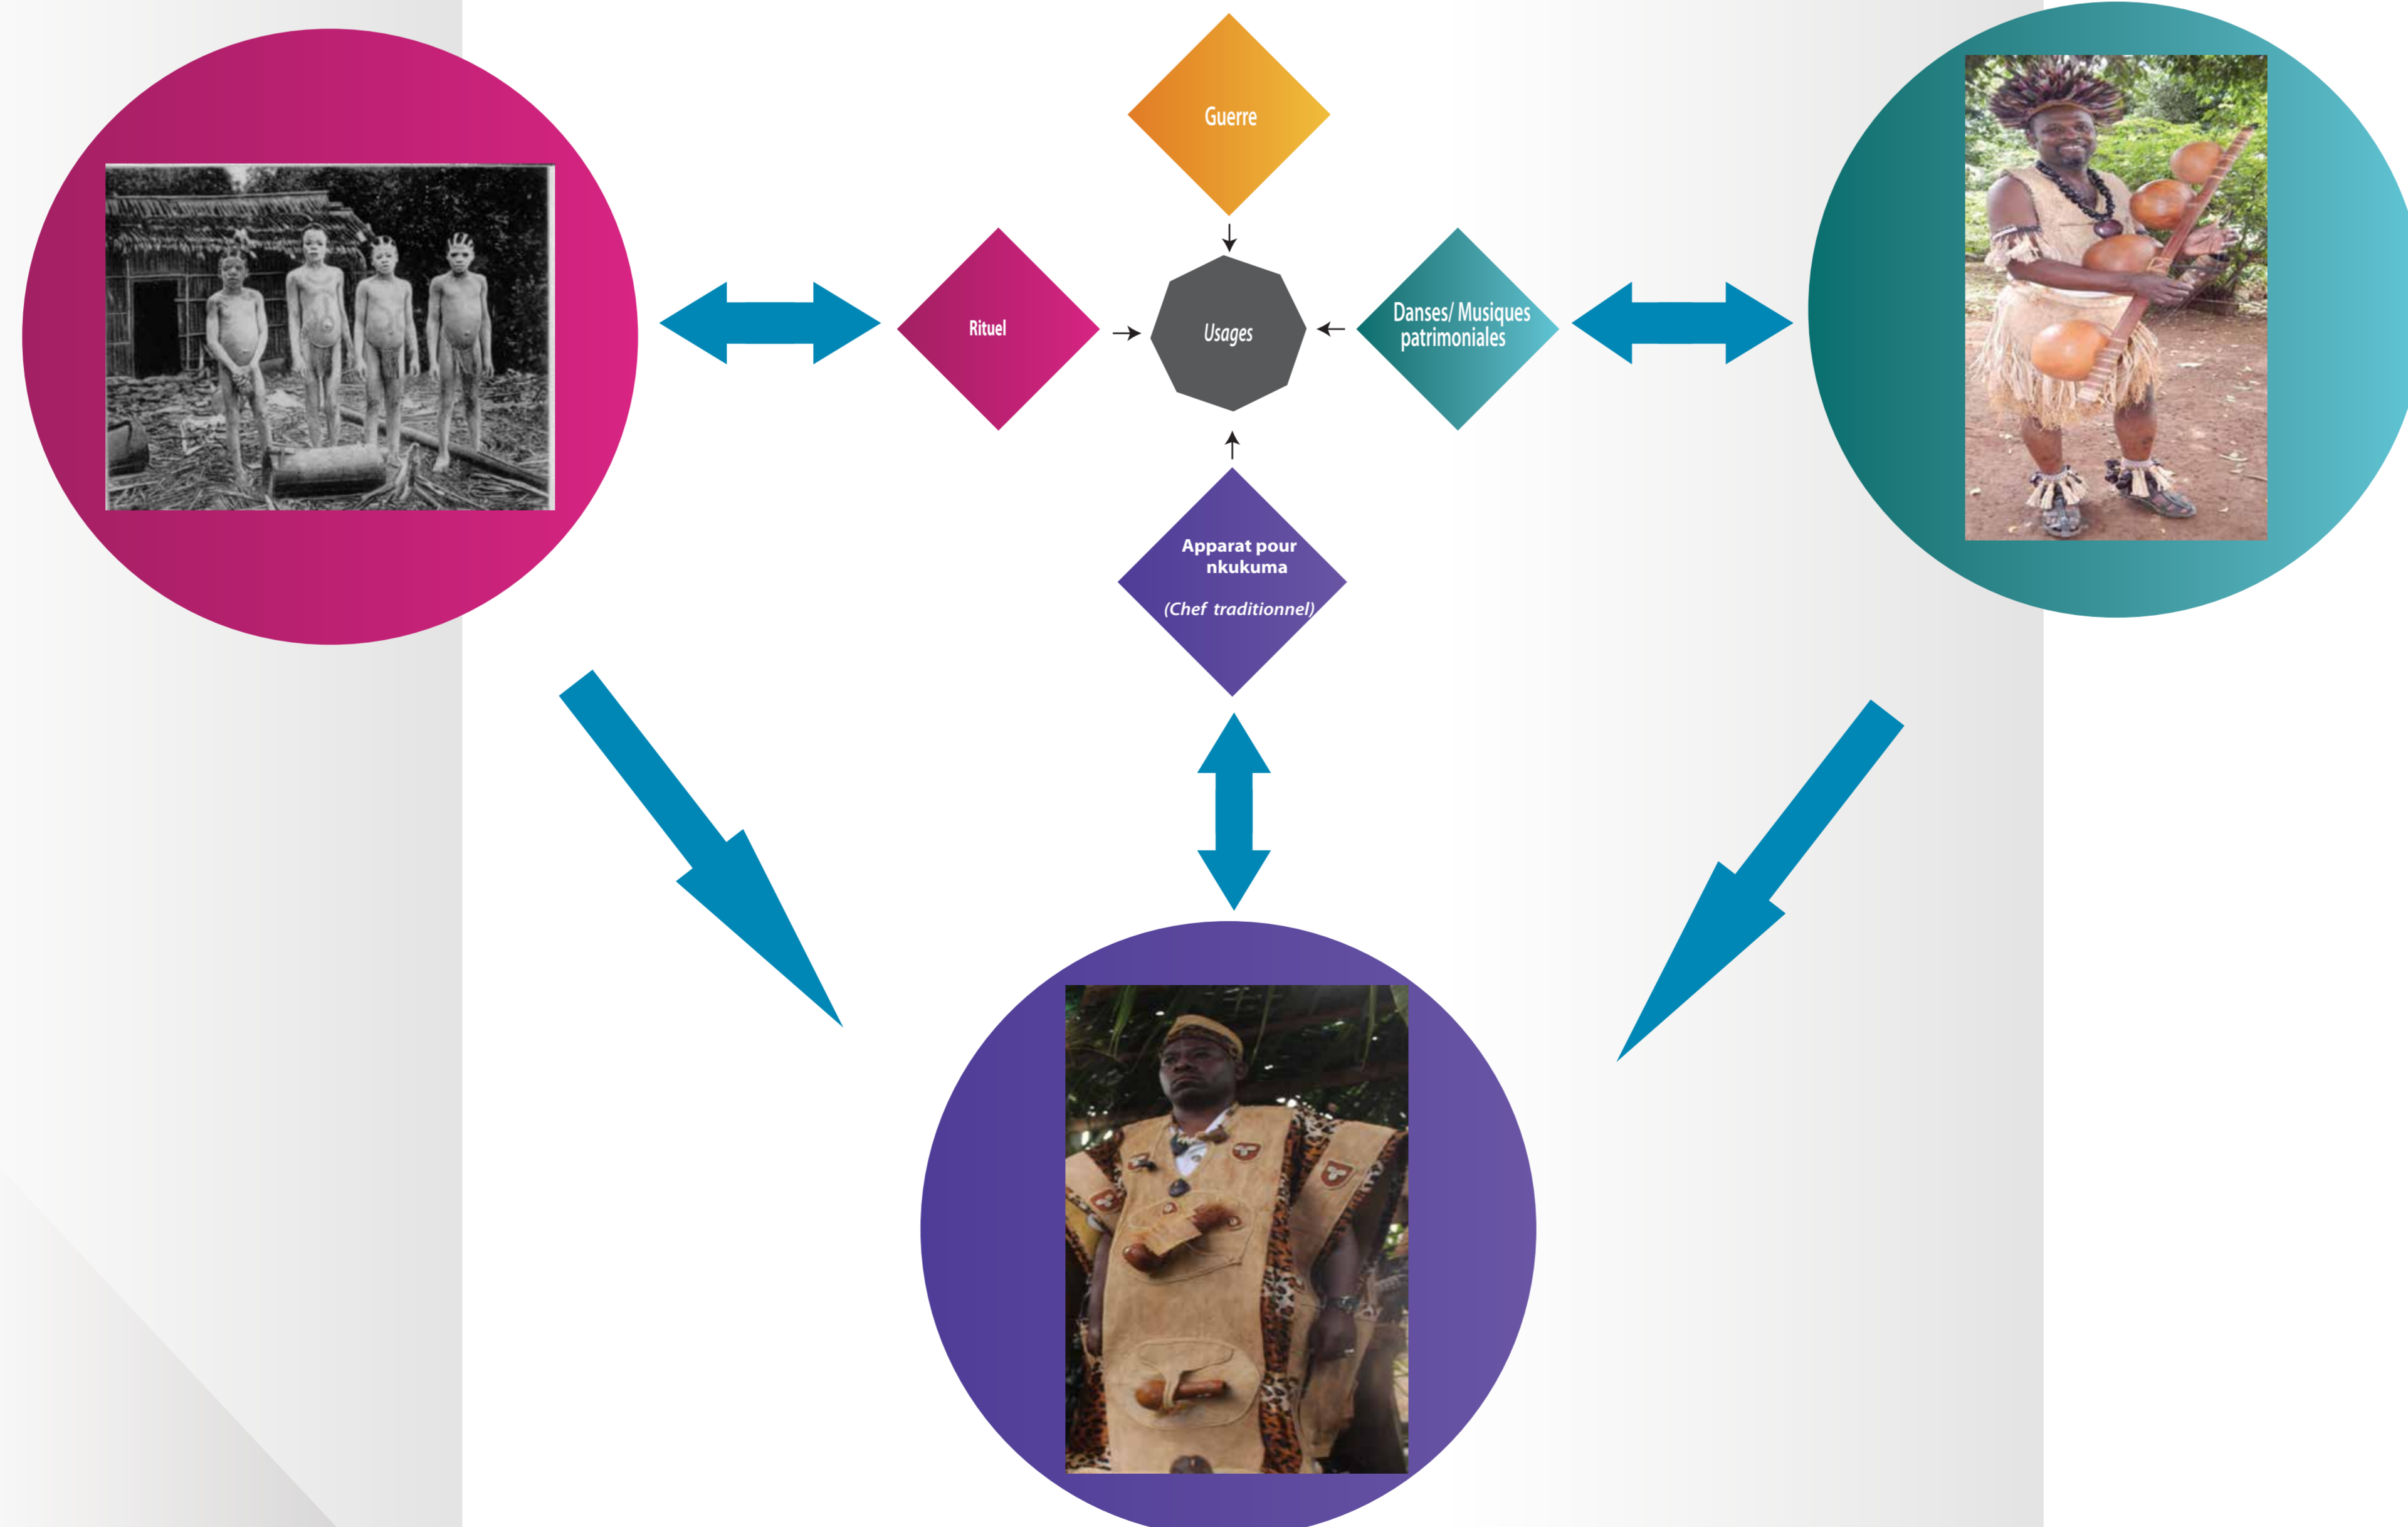 Guerre
Rituel
Usages
Danses/ Musiques
patrimoniales
Apparat pour
nkukuma
(Chef traditionnel)